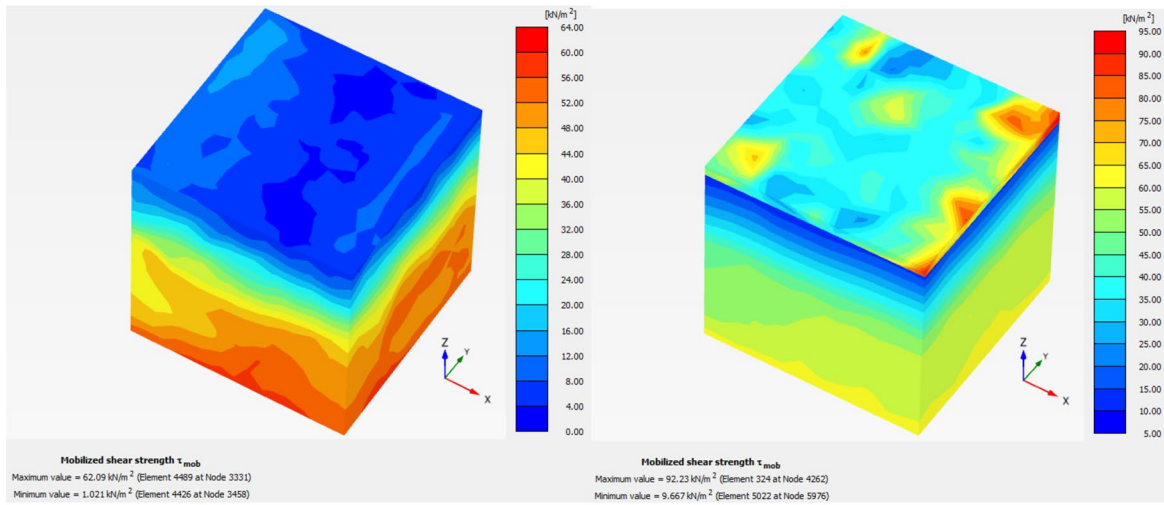 [kN/m²]
64.00
60.00
56.00
52.00
48.00
44.00
40.00
36.00
32.00
28.00
24.00
20.00
16.00
12.00
8.00
4.00
0.00
Z
Y
X
Mobilized shear strength τmob
Maximum value = 62.09 kN/m² (Element 4489 at Node 3331)
Minimum value = 1.021 kN/m² (Element 4426 at Node 3458)
[kN/m²]
95.00
90.00
85.00
80.00
75.00
70.00
65.00
60.00
55.00
50.00
45.00
40.00
35.00
30.00
25.00
20.00
15.00
10.00
5.00
Z
Y
X
Mobilized shear strength τmob
Maximum value = 92.23 kN/m² (Element 324 at Node 4262)
Minimum value = 9.667 kN/m² (Element 5022 at Node 5976)